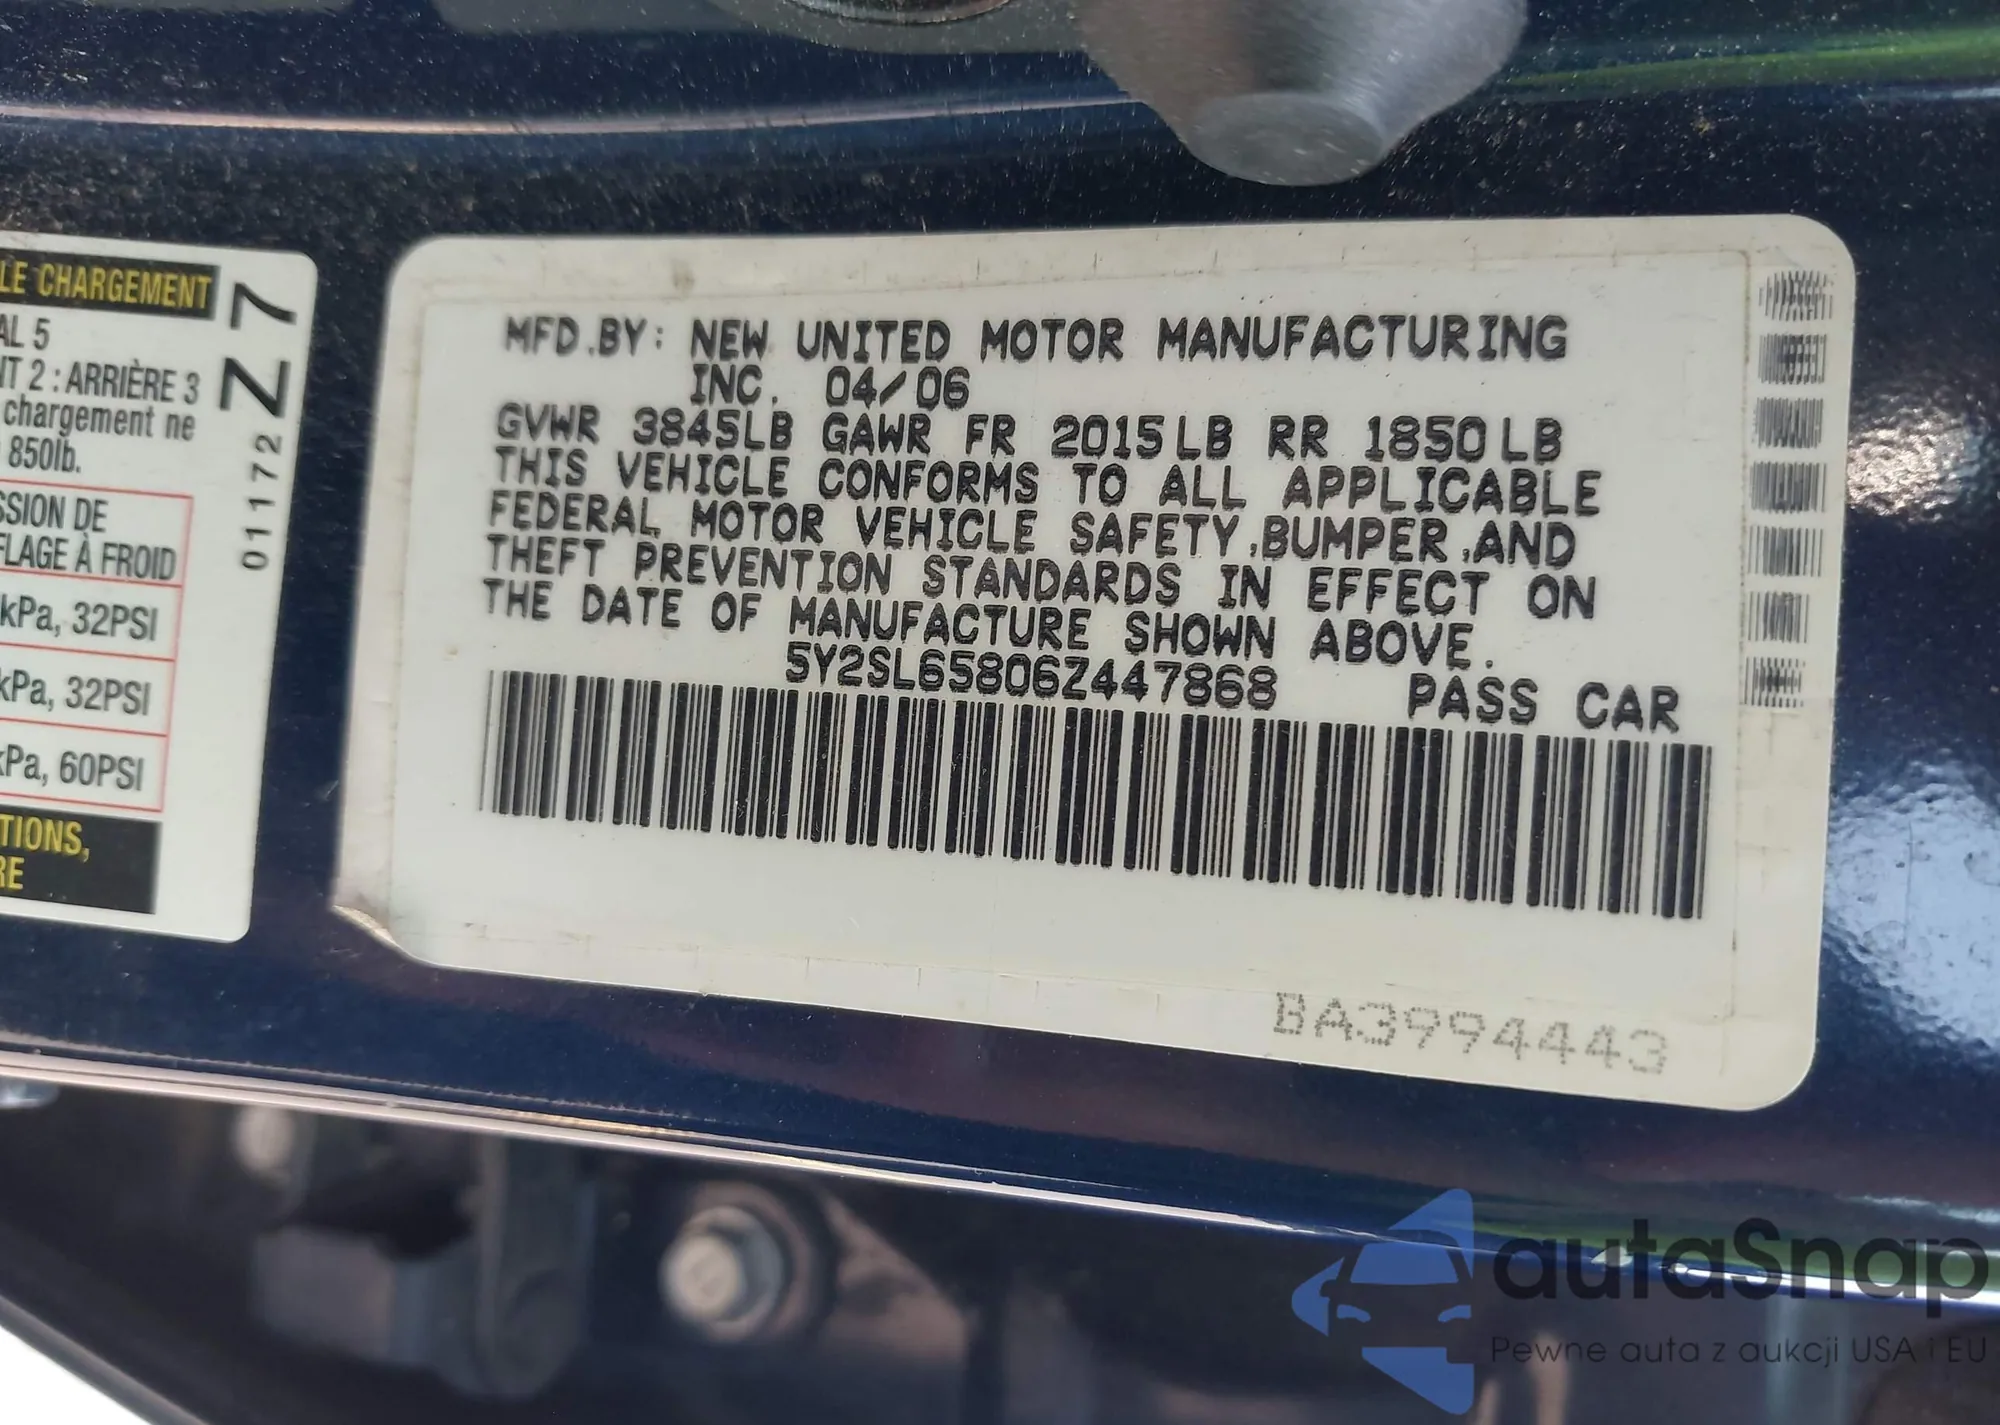 LE CHARGEMENT
AL 5
NT 2 : ARRIÈRE 3
chargement ne
850lb.
SSION DE
FLAGE À FROID
kPa, 32PSI
kPa, 32PSI
kPa, 60PSI
TIONS,
RE
01172 Z7
MFD.BY: NEW UNITED MOTOR MANUFACTURING
INC. 04/06
GVWR 3845LB GAWR FR 2015LB RR 1850LB
THIS VEHICLE CONFORMS TO ALL APPLICABLE
FEDERAL MOTOR VEHICLE SAFETY,BUMPER,AND
THEFT PREVENTION STANDARDS IN EFFECT ON
THE DATE OF MANUFACTURE SHOWN ABOVE.
5Y2SL65806Z447868 PASS CAR
BA3994443
autaSnap
Pewne auta z aukcji USA i EU